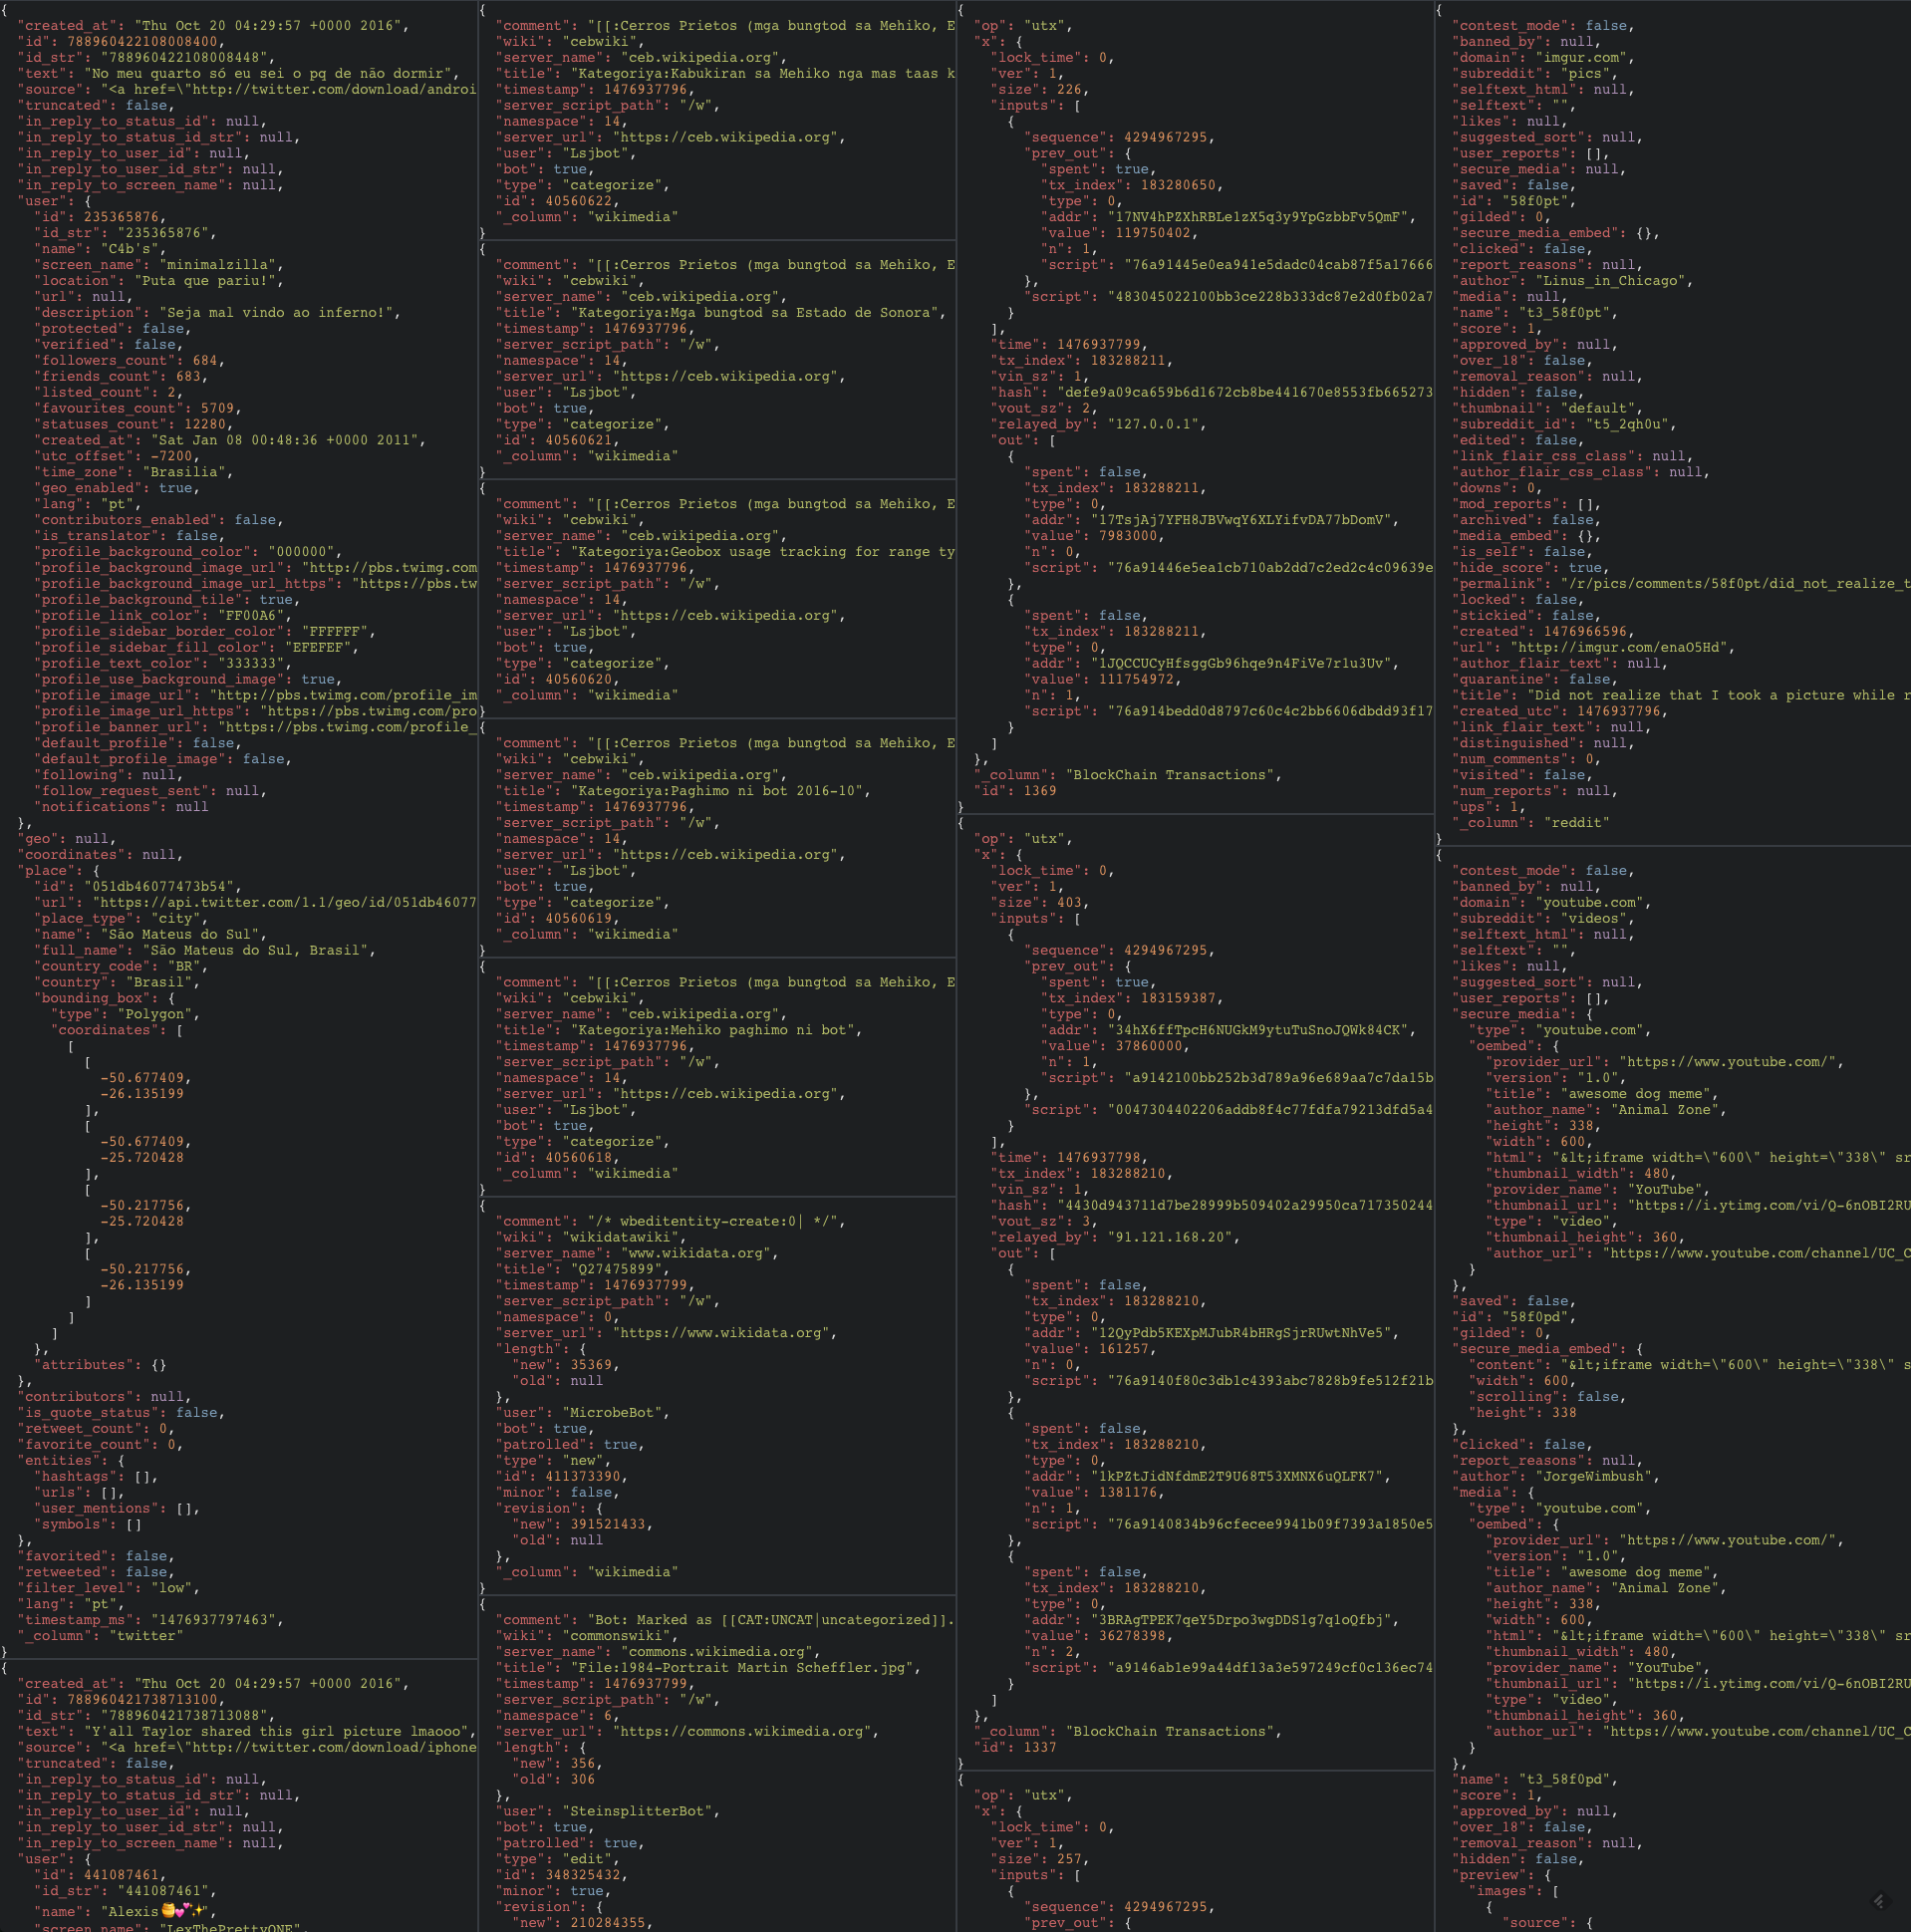 {
  "created_at": "Thu Oct 20 04:29:57 +0000 2016",
  "id": 788960422108008400,
  "id_str": "788960422108008448",
  "text": "No meu quarto só eu sei o pq de não dormir",
  "source": "<a href=\"http://twitter.com/download/androi
  "truncated": false,
  "in_reply_to_status_id": null,
  "in_reply_to_status_id_str": null,
  "in_reply_to_user_id": null,
  "in_reply_to_user_id_str": null,
  "in_reply_to_screen_name": null,
  "user": {
    "id": 235365876,
    "id_str": "235365876",
    "name": "C4b's",
    "screen_name": "minimalzilla",
    "location": "Puta que pariu!",
    "url": null,
    "description": "Seja mal vindo ao inferno!",
    "protected": false,
    "verified": false,
    "followers_count": 684,
    "friends_count": 683,
    "listed_count": 2,
    "favourites_count": 5709,
    "statuses_count": 12280,
    "created_at": "Sat Jan 08 00:48:36 +0000 2011",
    "utc_offset": -7200,
    "time_zone": "Brasilia",
    "geo_enabled": true,
    "lang": "pt",
    "contributors_enabled": false,
    "is_translator": false,
    "profile_background_color": "000000",
    "profile_background_image_url": "http://pbs.twimg.com
    "profile_background_image_url_https": "https://pbs.tw
    "profile_background_tile": true,
    "profile_link_color": "FF00A6",
    "profile_sidebar_border_color": "FFFFFF",
    "profile_sidebar_fill_color": "EFEFEF",
    "profile_text_color": "333333",
    "profile_use_background_image": true,
    "profile_image_url": "http://pbs.twimg.com/profile_im
    "profile_image_url_https": "https://pbs.twimg.com/pro
    "profile_banner_url": "https://pbs.twimg.com/profile_
    "default_profile": false,
    "default_profile_image": false,
    "following": null,
    "follow_request_sent": null,
    "notifications": null
  },
  "geo": null,
  "coordinates": null,
  "place": {
    "id": "051db46077473b54",
    "url": "https://api.twitter.com/1.1/geo/id/051db46077
    "place_type": "city",
    "name": "São Mateus do Sul",
    "full_name": "São Mateus do Sul, Brasil",
    "country_code": "BR",
    "country": "Brasil",
    "bounding_box": {
      "type": "Polygon",
      "coordinates": [
        [
          [
            -50.677409,
            -26.135199
          ],
          [
            -50.677409,
            -25.720428
          ],
          [
            -50.217756,
            -25.720428
          ],
          [
            -50.217756,
            -26.135199
          ]
        ]
      ]
    },
    "attributes": {}
  },
  "contributors": null,
  "is_quote_status": false,
  "retweet_count": 0,
  "favorite_count": 0,
  "entities": {
    "hashtags": [],
    "urls": [],
    "user_mentions": [],
    "symbols": []
  },
  "favorited": false,
  "retweeted": false,
  "filter_level": "low",
  "lang": "pt",
  "timestamp_ms": "1476937797463",
  "_column": "twitter"
}
{
  "created_at": "Thu Oct 20 04:29:57 +0000 2016",
  "id": 788960421738713100,
  "id_str": "788960421738713088",
  "text": "Y'all Taylor shared this girl picture lmaooo",
  "source": "<a href=\"http://twitter.com/download/iphone
  "truncated": false,
  "in_reply_to_status_id": null,
  "in_reply_to_status_id_str": null,
  "in_reply_to_user_id": null,
  "in_reply_to_user_id_str": null,
  "in_reply_to_screen_name": null,
  "user": {
    "id": 441087461,
    "id_str": "441087461",
    "name": "Alexis🍯💕✨",
    "screen_name": "LexThePrettyONE",
{
  "comment": "[[:Cerros Prietos (mga bungtod sa Mehiko, E
  "wiki": "cebwiki",
  "server_name": "ceb.wikipedia.org",
  "title": "Kategoriya:Kabukiran sa Mehiko nga mas taas k
  "timestamp": 1476937796,
  "server_script_path": "/w",
  "namespace": 14,
  "server_url": "https://ceb.wikipedia.org",
  "user": "Lsjbot",
  "bot": true,
  "type": "categorize",
  "id": 40560622,
  "_column": "wikimedia"
}
{
  "comment": "[[:Cerros Prietos (mga bungtod sa Mehiko, E
  "wiki": "cebwiki",
  "server_name": "ceb.wikipedia.org",
  "title": "Kategoriya:Mga bungtod sa Estado de Sonora",
  "timestamp": 1476937796,
  "server_script_path": "/w",
  "namespace": 14,
  "server_url": "https://ceb.wikipedia.org",
  "user": "Lsjbot",
  "bot": true,
  "type": "categorize",
  "id": 40560621,
  "_column": "wikimedia"
}
{
  "comment": "[[:Cerros Prietos (mga bungtod sa Mehiko, E
  "wiki": "cebwiki",
  "server_name": "ceb.wikipedia.org",
  "title": "Kategoriya:Geobox usage tracking for range ty
  "timestamp": 1476937796,
  "server_script_path": "/w",
  "namespace": 14,
  "server_url": "https://ceb.wikipedia.org",
  "user": "Lsjbot",
  "bot": true,
  "type": "categorize",
  "id": 40560620,
  "_column": "wikimedia"
}
{
  "comment": "[[:Cerros Prietos (mga bungtod sa Mehiko, E
  "wiki": "cebwiki",
  "server_name": "ceb.wikipedia.org",
  "title": "Kategoriya:Paghimo ni bot 2016-10",
  "timestamp": 1476937796,
  "server_script_path": "/w",
  "namespace": 14,
  "server_url": "https://ceb.wikipedia.org",
  "user": "Lsjbot",
  "bot": true,
  "type": "categorize",
  "id": 40560619,
  "_column": "wikimedia"
}
{
  "comment": "[[:Cerros Prietos (mga bungtod sa Mehiko, E
  "wiki": "cebwiki",
  "server_name": "ceb.wikipedia.org",
  "title": "Kategoriya:Mehiko paghimo ni bot",
  "timestamp": 1476937796,
  "server_script_path": "/w",
  "namespace": 14,
  "server_url": "https://ceb.wikipedia.org",
  "user": "Lsjbot",
  "bot": true,
  "type": "categorize",
  "id": 40560618,
  "_column": "wikimedia"
}
{
  "comment": "/* wbeditentity-create:0| */",
  "wiki": "wikidatawiki",
  "server_name": "www.wikidata.org",
  "title": "Q27475899",
  "timestamp": 1476937799,
  "server_script_path": "/w",
  "namespace": 0,
  "server_url": "https://www.wikidata.org",
  "length": {
    "new": 35369,
    "old": null
  },
  "user": "MicrobeBot",
  "bot": true,
  "patrolled": true,
  "type": "new",
  "id": 411373390,
  "minor": false,
  "revision": {
    "new": 391521433,
    "old": null
  },
  "_column": "wikimedia"
}
{
  "comment": "Bot: Marked as [[CAT:UNCAT|uncategorized]].
  "wiki": "commonswiki",
  "server_name": "commons.wikimedia.org",
  "title": "File:1984-Portrait Martin Scheffler.jpg",
  "timestamp": 1476937799,
  "server_script_path": "/w",
  "namespace": 6,
  "server_url": "https://commons.wikimedia.org",
  "length": {
    "new": 356,
    "old": 306
  },
  "user": "SteinsplitterBot",
  "bot": true,
  "patrolled": true,
  "type": "edit",
  "id": 348325432,
  "minor": true,
  "revision": {
    "new": 210284355,
{
  "op": "utx",
  "x": {
    "lock_time": 0,
    "ver": 1,
    "size": 226,
    "inputs": [
      {
        "sequence": 4294967295,
        "prev_out": {
          "spent": true,
          "tx_index": 183280650,
          "type": 0,
          "addr": "17NV4hPZXhRBLe1zX5q3y9YpGzbbFv5QmF",
          "value": 119750402,
          "n": 1,
          "script": "76a91445e0ea941e5dadc04cab87f5a17666
        },
        "script": "483045022100bb3ce228b333dc87e2d0fb02a7
      }
    ],
    "time": 1476937799,
    "tx_index": 183288211,
    "vin_sz": 1,
    "hash": "defe9a09ca659b6d1672cb8be441670e8553fb665273
    "vout_sz": 2,
    "relayed_by": "127.0.0.1",
    "out": [
      {
        "spent": false,
        "tx_index": 183288211,
        "type": 0,
        "addr": "17TsjAj7YFH8JBVwqY6XLYifvDA77bDomV",
        "value": 7983000,
        "n": 0,
        "script": "76a91446e5ea1cb710ab2dd7c2ed2c4c09639e
      },
      {
        "spent": false,
        "tx_index": 183288211,
        "type": 0,
        "addr": "1JQCCUCyHfsggGb96hqe9n4FiVe7r1u3Uv",
        "value": 111754972,
        "n": 1,
        "script": "76a914bedd0d8797c60c4c2bb6606dbdd93f17
      }
    ]
  },
  "_column": "BlockChain Transactions",
  "id": 1369
}
{
  "op": "utx",
  "x": {
    "lock_time": 0,
    "ver": 1,
    "size": 403,
    "inputs": [
      {
        "sequence": 4294967295,
        "prev_out": {
          "spent": true,
          "tx_index": 183159387,
          "type": 0,
          "addr": "34hX6ffTpcH6NUGkM9ytuTuSnoJQWk84CK",
          "value": 37860000,
          "n": 1,
          "script": "a9142100bb252b3d789a96e689aa7c7da15b
        },
        "script": "0047304402206addb8f4c77fdfa79213dfd5a4
      }
    ],
    "time": 1476937798,
    "tx_index": 183288210,
    "vin_sz": 1,
    "hash": "4430d943711d7be28999b509402a29950ca717350244
    "vout_sz": 3,
    "relayed_by": "91.121.168.20",
    "out": [
      {
        "spent": false,
        "tx_index": 183288210,
        "type": 0,
        "addr": "12QyPdb5KEXpMJubR4bHRgSjrRUwtNhVe5",
        "value": 161257,
        "n": 0,
        "script": "76a9140f80c3db1c4393abc7828b9fe512f21b
      },
      {
        "spent": false,
        "tx_index": 183288210,
        "type": 0,
        "addr": "1kPZtJidNfdmE2T9U68T53XMNX6uQLFK7",
        "value": 1381176,
        "n": 1,
        "script": "76a9140834b96cfecee9941b09f7393a1850e5
      },
      {
        "spent": false,
        "tx_index": 183288210,
        "type": 0,
        "addr": "3BRAgTPEK7qeY5Drpo3wgDDS1g7q1oQfbj",
        "value": 36278398,
        "n": 2,
        "script": "a9146ab1e99a44df13a3e597249cf0c136ec74
      }
    ]
  },
  "_column": "BlockChain Transactions",
  "id": 1337
}
{
  "op": "utx",
  "x": {
    "lock_time": 0,
    "ver": 1,
    "size": 257,
    "inputs": [
      {
        "sequence": 4294967295,
        "prev_out": {
{
  "contest_mode": false,
  "banned_by": null,
  "domain": "imgur.com",
  "subreddit": "pics",
  "selftext_html": null,
  "selftext": "",
  "likes": null,
  "suggested_sort": null,
  "user_reports": [],
  "secure_media": null,
  "saved": false,
  "id": "58f0pt",
  "gilded": 0,
  "secure_media_embed": {},
  "clicked": false,
  "report_reasons": null,
  "author": "Linus_in_Chicago",
  "media": null,
  "name": "t3_58f0pt",
  "score": 1,
  "approved_by": null,
  "over_18": false,
  "removal_reason": null,
  "hidden": false,
  "thumbnail": "default",
  "subreddit_id": "t5_2qh0u",
  "edited": false,
  "link_flair_css_class": null,
  "author_flair_css_class": null,
  "downs": 0,
  "mod_reports": [],
  "archived": false,
  "media_embed": {},
  "is_self": false,
  "hide_score": true,
  "permalink": "/r/pics/comments/58f0pt/did_not_realize_t
  "locked": false,
  "stickied": false,
  "created": 1476966596,
  "url": "http://imgur.com/enaO5Hd",
  "author_flair_text": null,
  "quarantine": false,
  "title": "Did not realize that I took a picture while r
  "created_utc": 1476937796,
  "link_flair_text": null,
  "distinguished": null,
  "num_comments": 0,
  "visited": false,
  "num_reports": null,
  "ups": 1,
  "_column": "reddit"
}
{
  "contest_mode": false,
  "banned_by": null,
  "domain": "youtube.com",
  "subreddit": "videos",
  "selftext_html": null,
  "selftext": "",
  "likes": null,
  "suggested_sort": null,
  "user_reports": [],
  "secure_media": {
    "type": "youtube.com",
    "oembed": {
      "provider_url": "https://www.youtube.com/",
      "version": "1.0",
      "title": "awesome dog meme",
      "author_name": "Animal Zone",
      "height": 338,
      "width": 600,
      "html": "&lt;iframe width=\"600\" height=\"338\" sr
      "thumbnail_width": 480,
      "provider_name": "YouTube",
      "thumbnail_url": "https://i.ytimg.com/vi/Q-6nOBI2RU
      "type": "video",
      "thumbnail_height": 360,
      "author_url": "https://www.youtube.com/channel/UC_C
    }
  },
  "saved": false,
  "id": "58f0pd",
  "gilded": 0,
  "secure_media_embed": {
    "content": "&lt;iframe width=\"600\" height=\"338\" s
    "width": 600,
    "scrolling": false,
    "height": 338
  },
  "clicked": false,
  "report_reasons": null,
  "author": "JorgeWimbush",
  "media": {
    "type": "youtube.com",
    "oembed": {
      "provider_url": "https://www.youtube.com/",
      "version": "1.0",
      "title": "awesome dog meme",
      "author_name": "Animal Zone",
      "height": 338,
      "width": 600,
      "html": "&lt;iframe width=\"600\" height=\"338\" sr
      "thumbnail_width": 480,
      "provider_name": "YouTube",
      "thumbnail_url": "https://i.ytimg.com/vi/Q-6nOBI2RU
      "type": "video",
      "thumbnail_height": 360,
      "author_url": "https://www.youtube.com/channel/UC_C
    }
  },
  "name": "t3_58f0pd",
  "score": 1,
  "approved_by": null,
  "over_18": false,
  "removal_reason": null,
  "hidden": false,
  "preview": {
    "images": [
      {
        "source": {